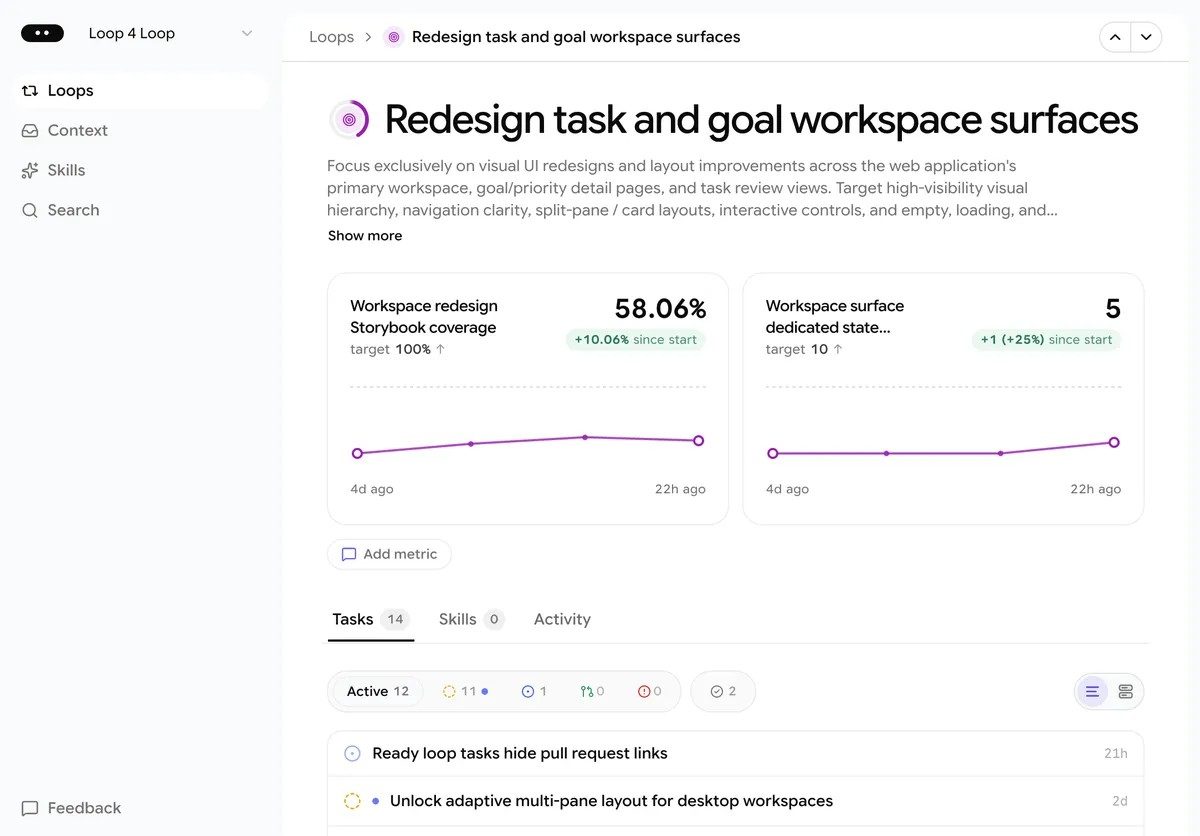 Loop 4 Loop
Loops
Context
Skills
Search
Feedback
Loops > Redesign task and goal workspace surfaces
Redesign task and goal workspace surfaces
Focus exclusively on visual UI redesigns and layout improvements across the web application's
primary workspace, goal/priority detail pages, and task review views. Target high-visibility visual
hierarchy, navigation clarity, split-pane / card layouts, interactive controls, and empty, loading, and...
Show more
Workspace redesign
Storybook coverage
target 100% ↑
58.06%
+10.06% since start
4d ago 22h ago
Workspace surface
dedicated state...
target 10 ↑
5
+1 (+25%) since start
4d ago 22h ago
Add metric
Tasks 14 Skills 0 Activity
Active 12 11 1 0 0 2
Ready loop tasks hide pull request links 21h
Unlock adaptive multi-pane layout for desktop workspaces 2d